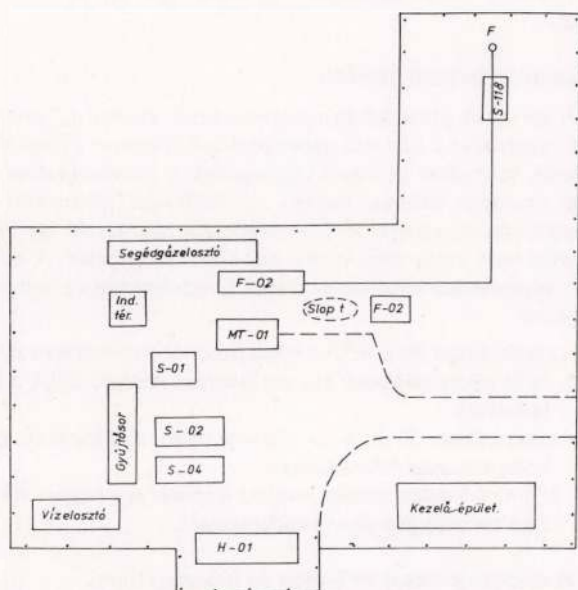 F
S-118
Segédgázelosztó
F-02
Ind.
tér.
Slop t
F-02
MT-01
S-01
Gyűjtősor
S-02
S-04
Vízelosztó
Kezelő épület.
H-01